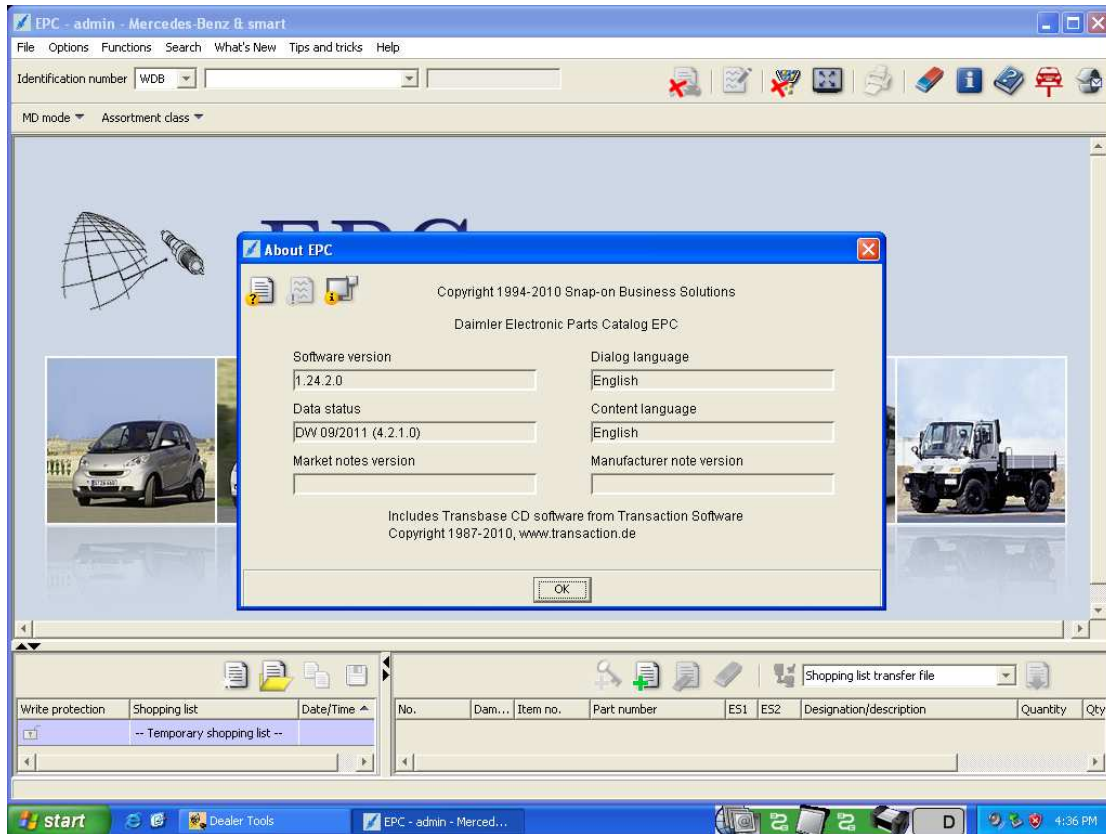 EPC - admin - Mercedes-Benz & smart
File Options Functions Search What's New Tips and tricks Help
Identification number WDB
MD mode Assortment class
EPC
About EPC
Copyright 1994-2010 Snap-on Business Solutions
Daimler Electronic Parts Catalog EPC
Software version Dialog language
1.24.2.0 English
Data status Content language
DW 09/2011 (4.2.1.0) English
Market notes version Manufacturer note version
Includes Transbase CD software from Transaction Software
Copyright 1987-2010, www.transaction.de
OK
Shopping list transfer file
Write protection Shopping list Date/Time No. Dam... Item no. Part number ES1 ES2 Designation/description Quantity Qty
-- Temporary shopping list --
start Dealer Tools EPC - admin - Merced... D 4:36 PM